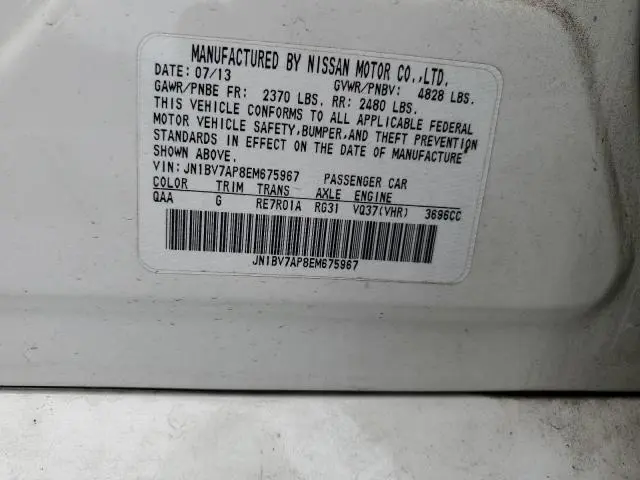 MANUFACTURED BY NISSAN MOTOR CO.,LTD.
DATE: 07/13 GVWR/PNBV: 4828 LBS.
GAWR/PNBE FR: 2370 LBS. RR: 2480 LBS.
THIS VEHICLE CONFORMS TO ALL APPLICABLE FEDERAL
MOTOR VEHICLE SAFETY,BUMPER,AND THEFT PREVENTION
STANDARDS IN EFFECT ON THE DATE OF MANUFACTURE
SHOWN ABOVE.
VIN: JN1BV7AP8EM675967 PASSENGER CAR
COLOR TRIM TRANS AXLE ENGINE
QAA G RE7R01A RG31 VQ37(VHR) 3696CC
JN1BV7AP8EM675967